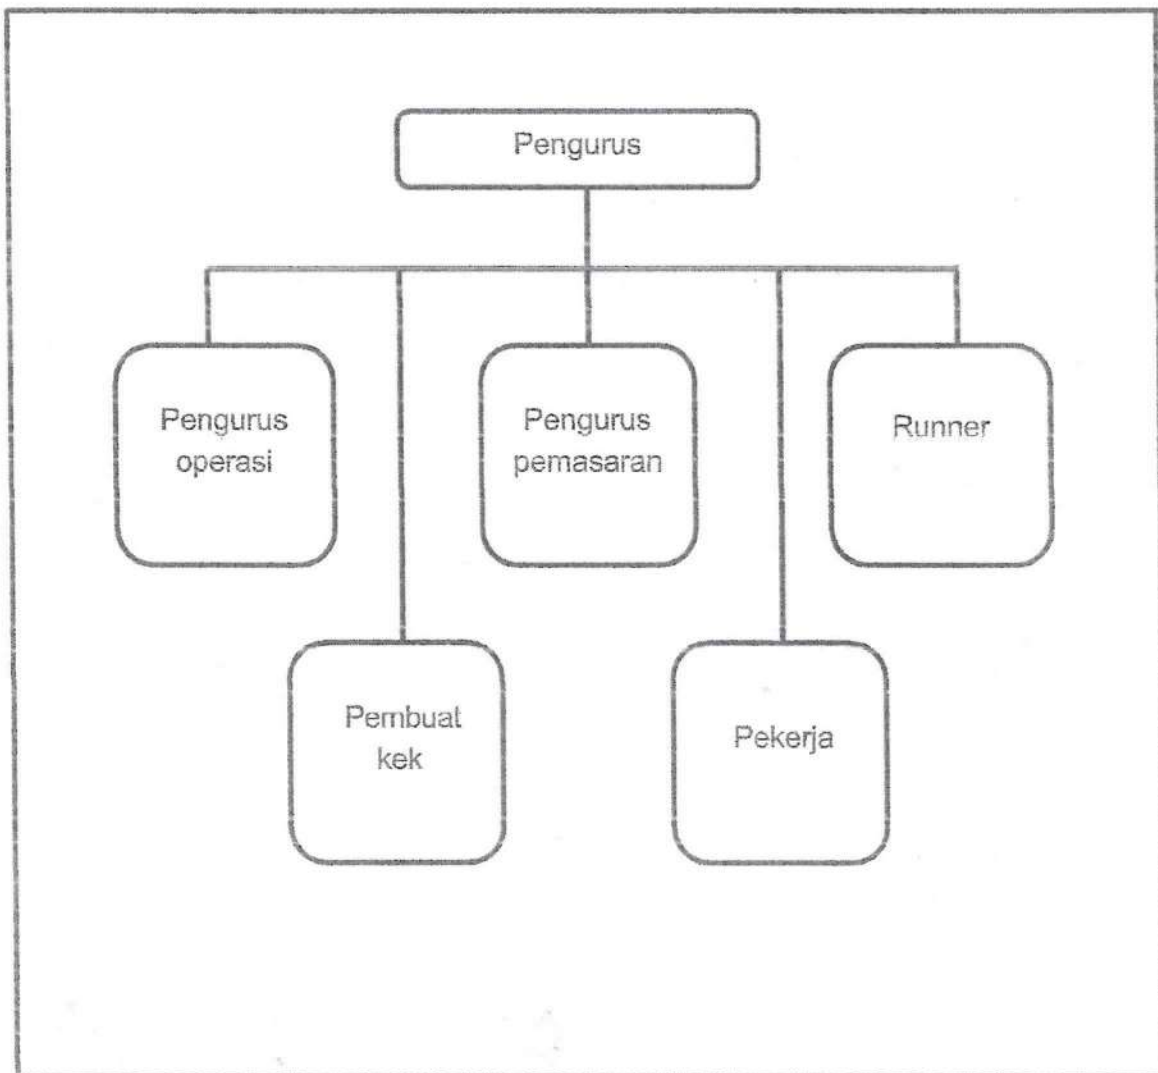 Pengurus
Pengurus
operasi
Pengurus
pemasaran
Runner
Pembuat
kek
Pekerja